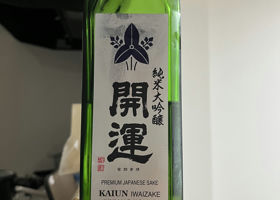 純米大吟醸
開運
PREMIUM JAPANESE SAKE
KAIUN IWAIZAKE